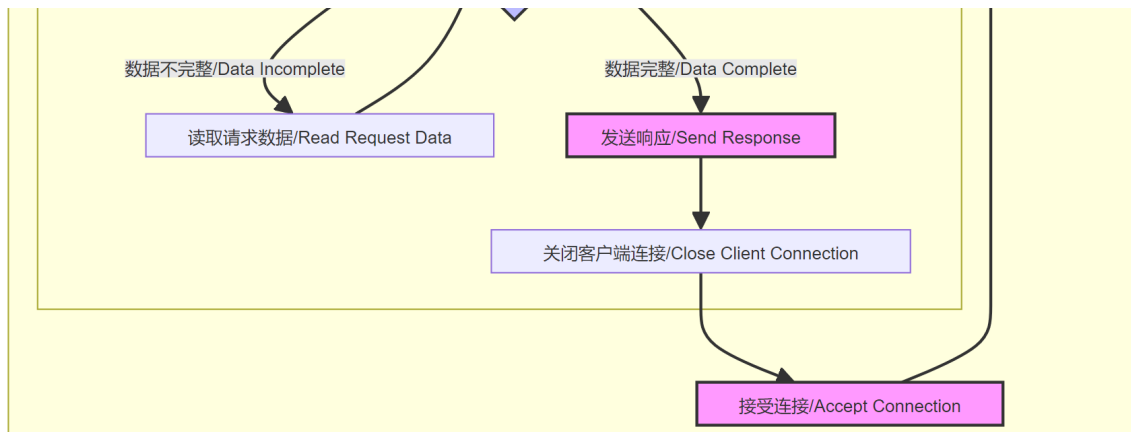 数据不完整/Data Incomplete
数据完整/Data Complete
读取请求数据/Read Request Data
发送响应/Send Response
关闭客户端连接/Close Client Connection
接受连接/Accept Connection